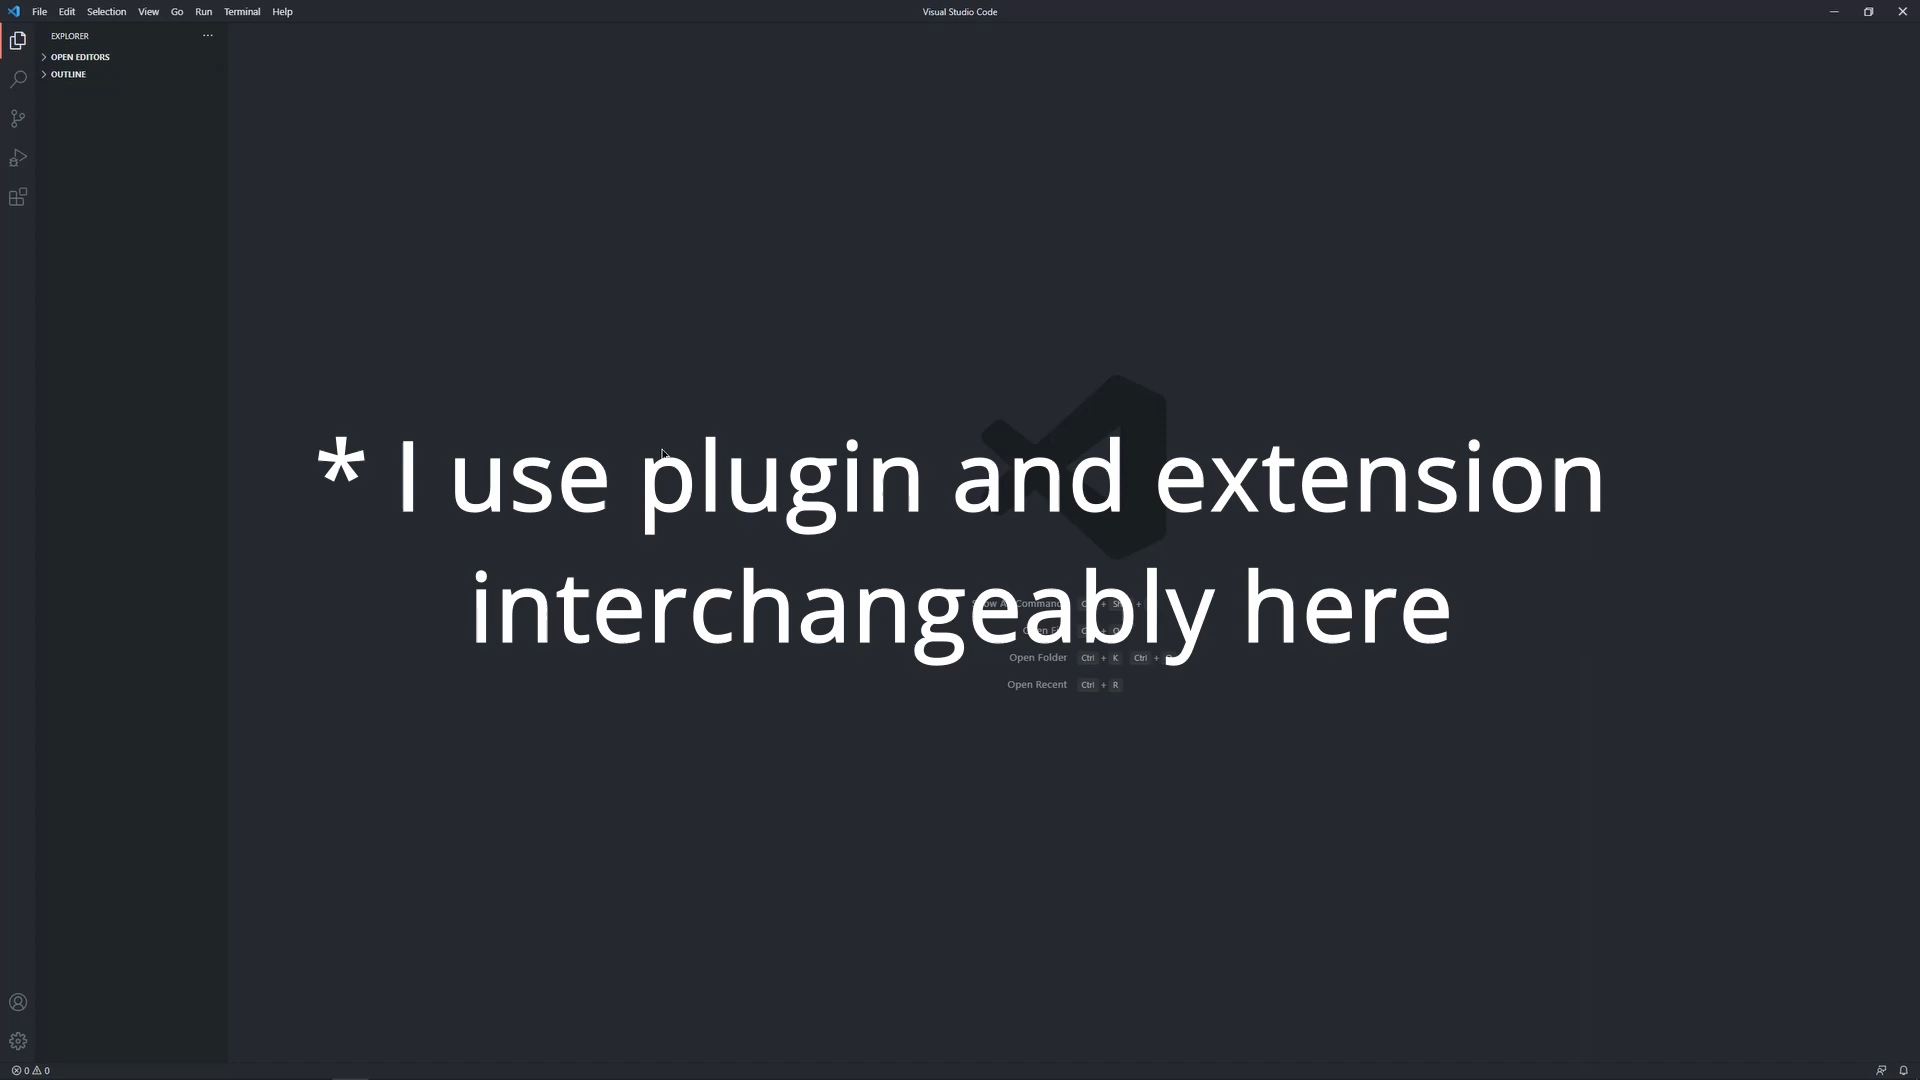 File Edit Selection View Go Run Terminal Help
Visual Studio Code
EXPLORER
OPEN EDITORS
OUTLINE
* I use plugin and extension
interchangeably here
Open Folder Ctrl + K Ctrl +
Open Recent Ctrl + R
0 0